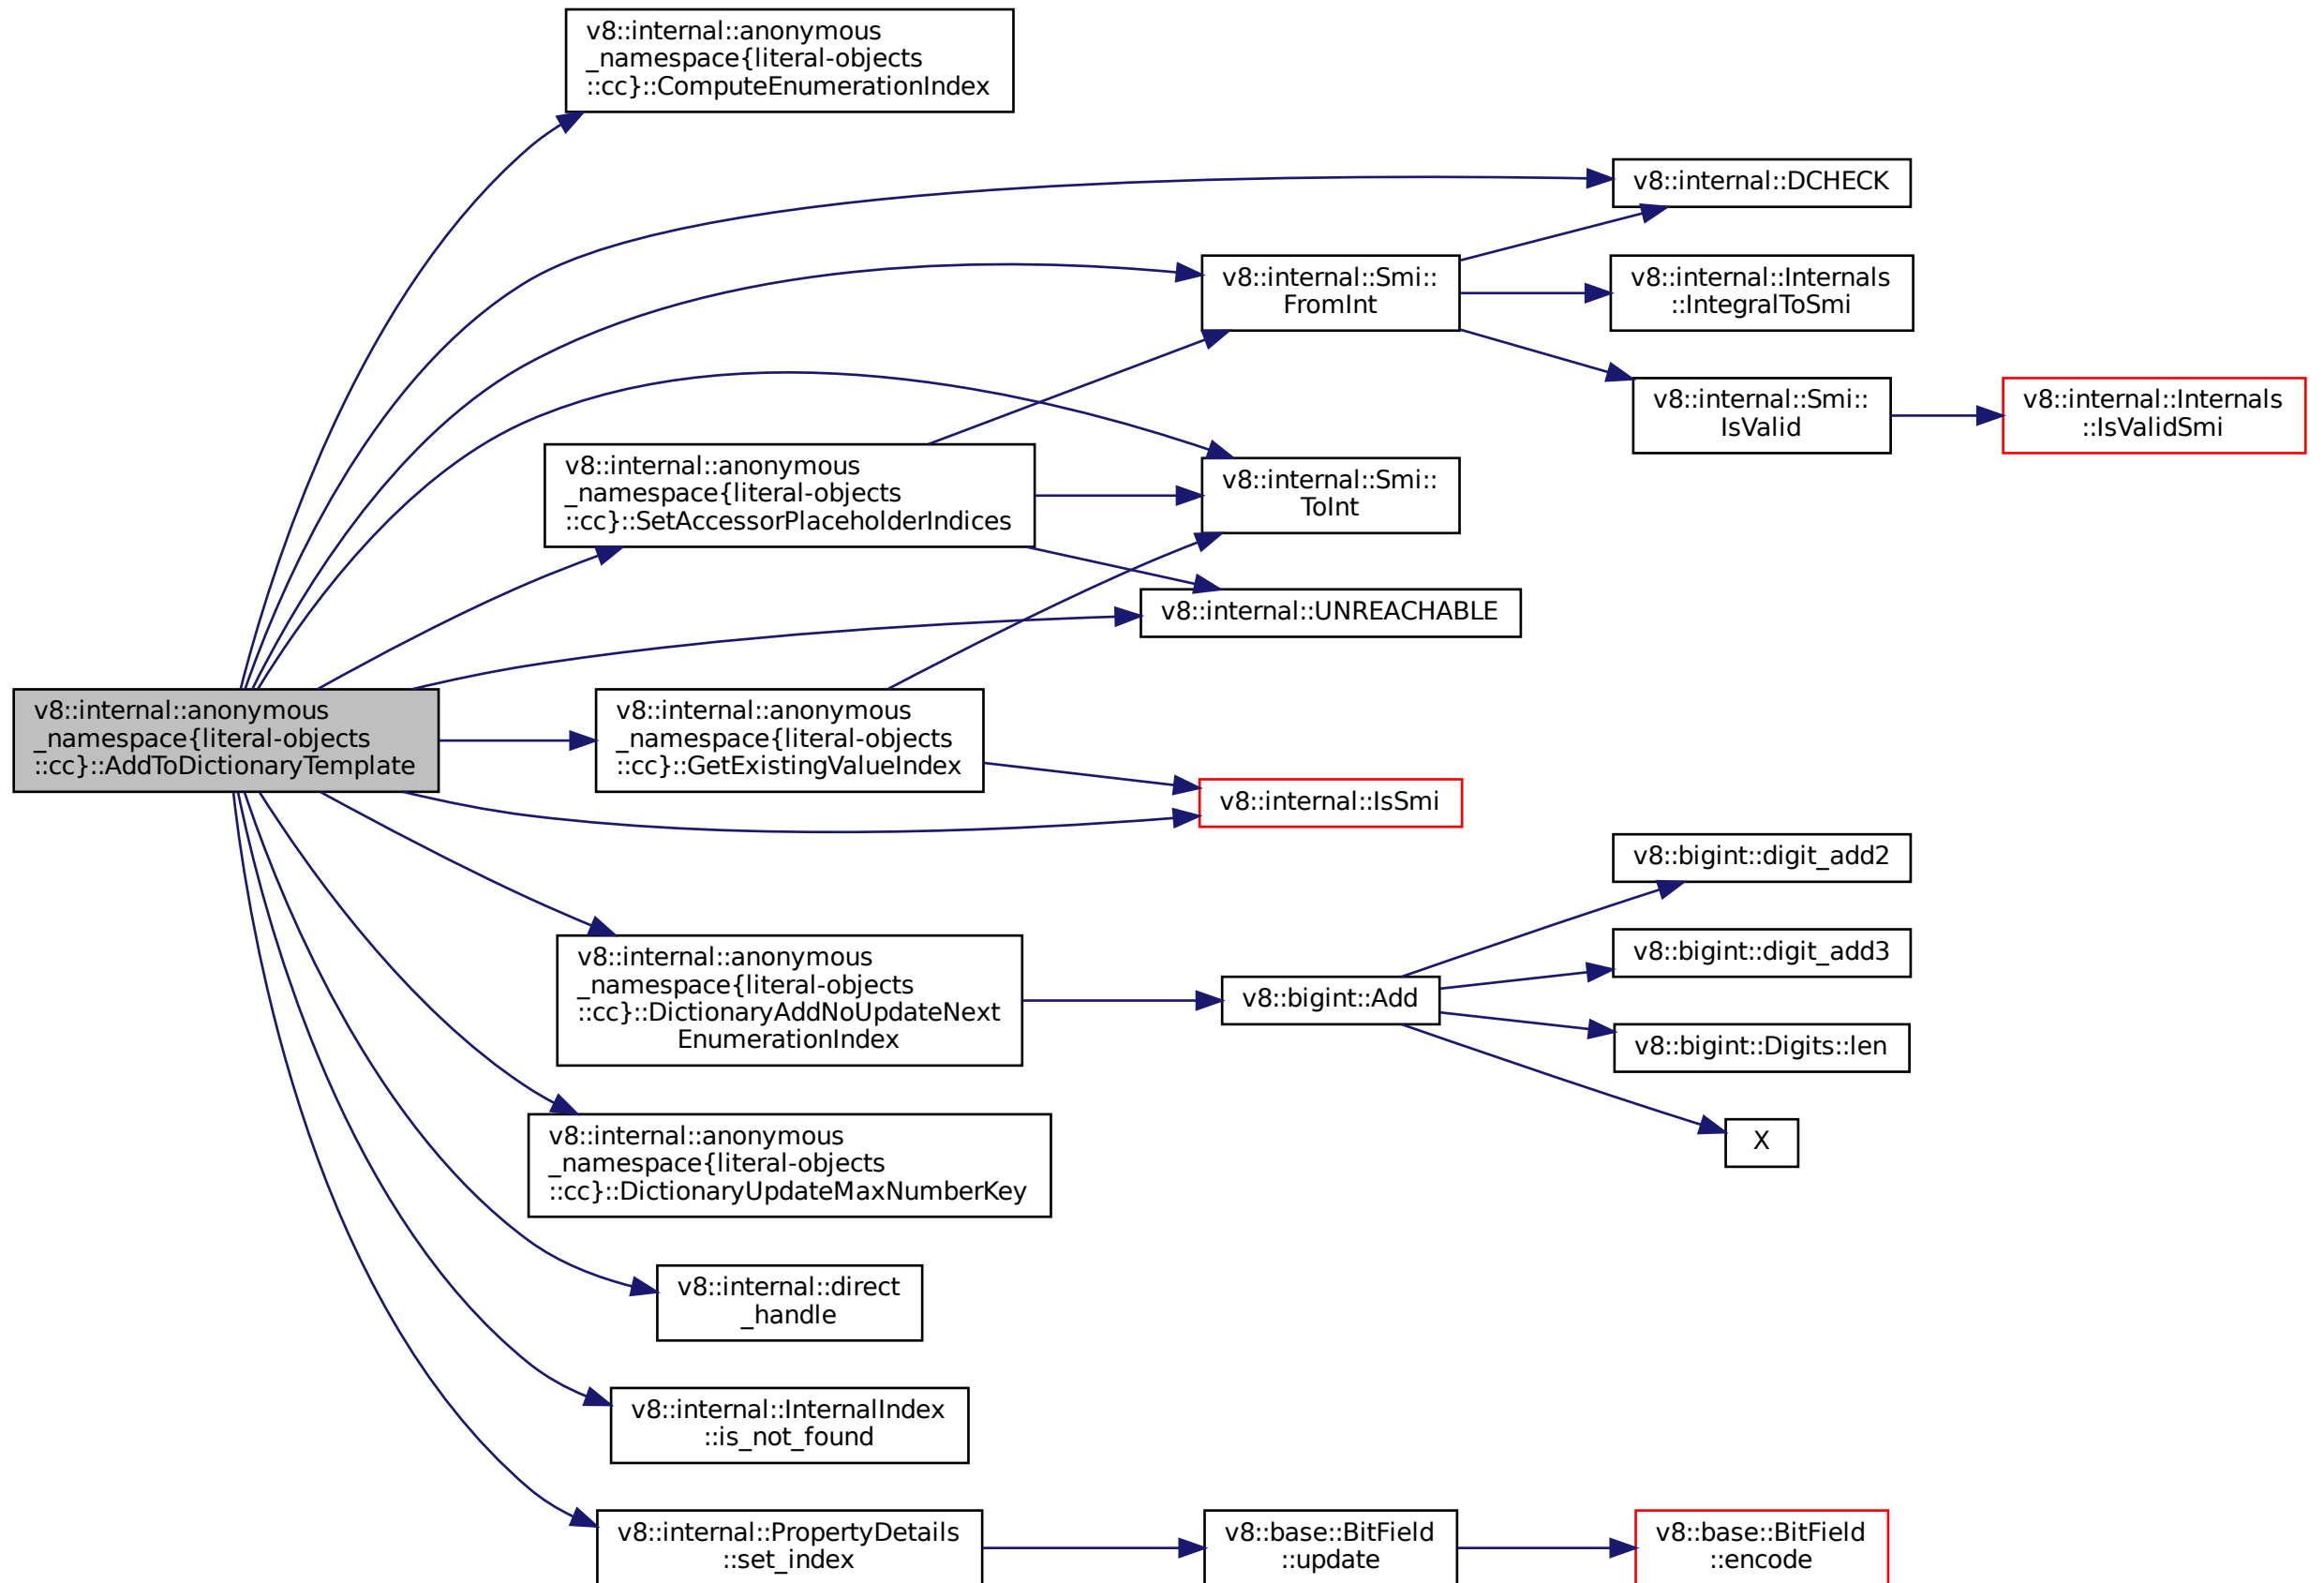 v8::internal::anonymous
_namespace{literal-objects
::cc}::ComputeEnumerationIndex
v8::internal::DCHECK
v8::internal::Smi::
FromInt
v8::internal::Internals
::IntegralToSmi
v8::internal::Smi::
IsValid
v8::internal::Internals
::IsValidSmi
v8::internal::anonymous
_namespace{literal-objects
::cc}::SetAccessorPlaceholderIndices
v8::internal::Smi::
ToInt
v8::internal::UNREACHABLE
v8::internal::anonymous
_namespace{literal-objects
::cc}::AddToDictionaryTemplate
v8::internal::anonymous
_namespace{literal-objects
::cc}::GetExistingValueIndex
v8::internal::IsSmi
v8::bigint::digit_add2
v8::internal::anonymous
_namespace{literal-objects
::cc}::DictionaryAddNoUpdateNext
EnumerationIndex
v8::bigint::Add
v8::bigint::digit_add3
v8::bigint::Digits::len
X
v8::internal::anonymous
_namespace{literal-objects
::cc}::DictionaryUpdateMaxNumberKey
v8::internal::direct
_handle
v8::internal::InternalIndex
::is_not_found
v8::internal::PropertyDetails
::set_index
v8::base::BitField
::update
v8::base::BitField
::encode